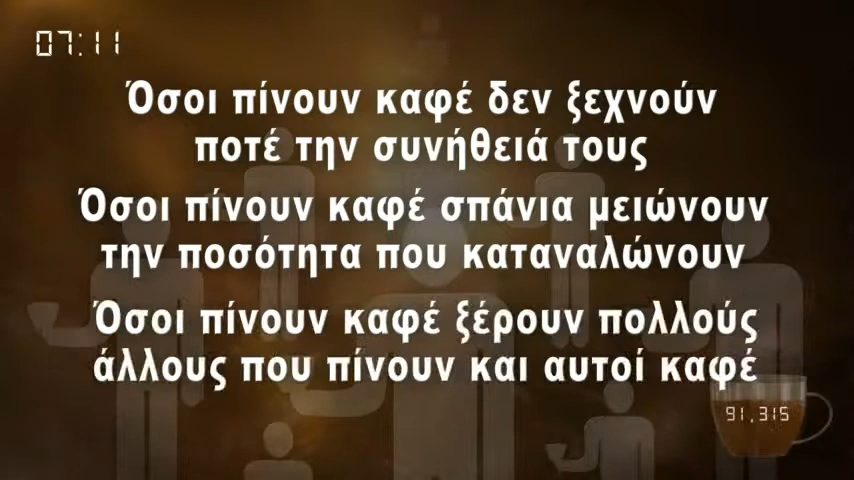 07:11
Όσοι πίνουν καφέ δεν ξεχνούν
ποτέ την συνήθειά τους
Όσοι πίνουν καφέ σπάνια μειώνουν
την ποσότητα που καταναλώνουν
Όσοι πίνουν καφέ ξέρουν πολλούς
άλλους που πίνουν και αυτοί καφέ
91,315